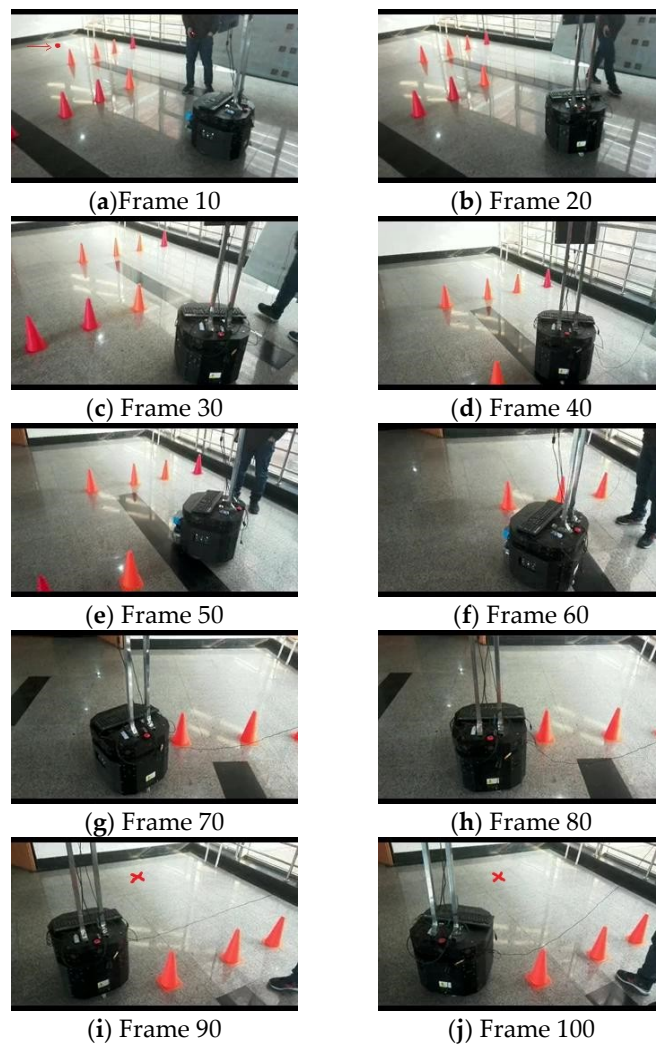 (a)Frame 10
(b) Frame 20
(c) Frame 30
(d) Frame 40
(e) Frame 50
(f) Frame 60
(g) Frame 70
(h) Frame 80
(i) Frame 90
(j) Frame 100